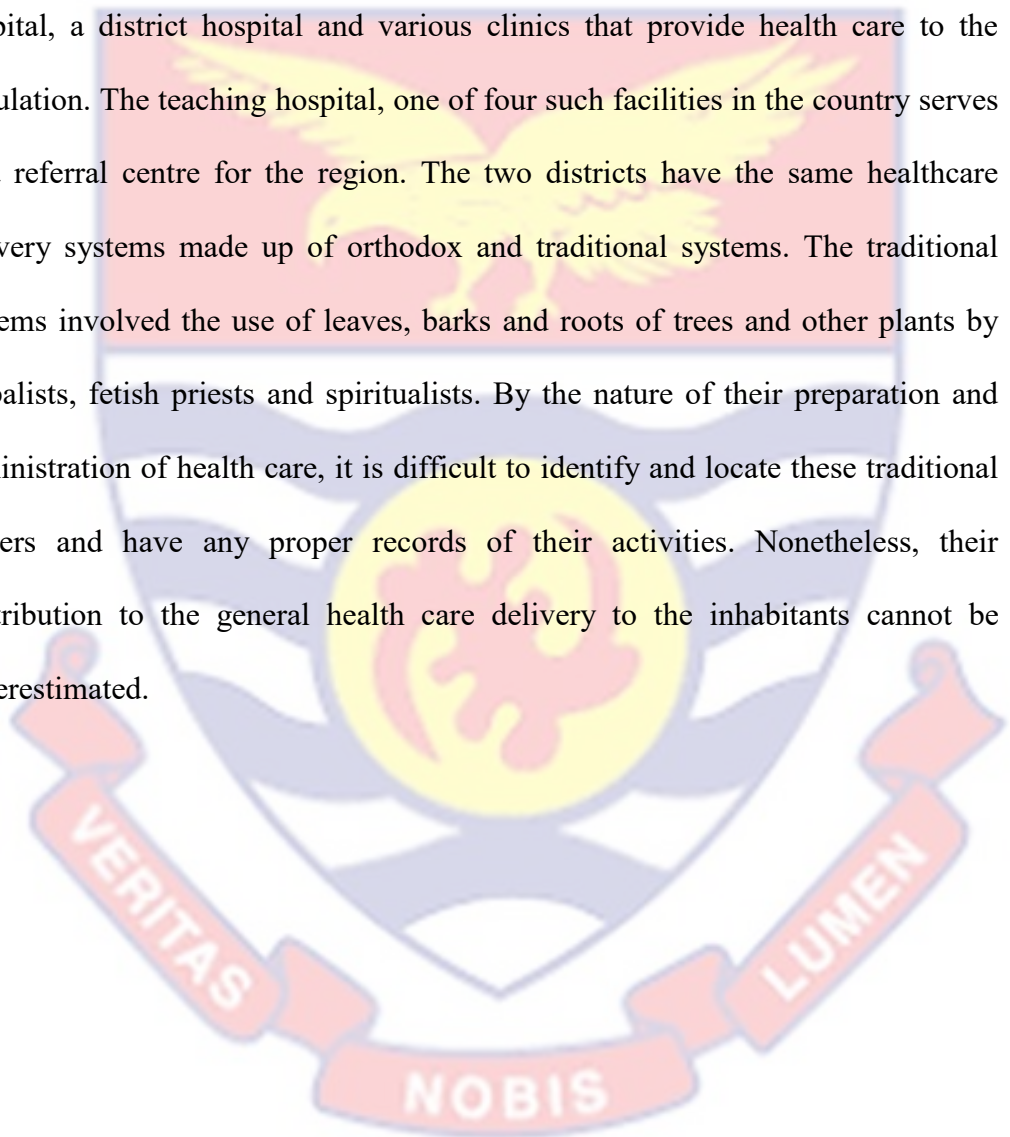 pital, a district hospital and various clinics that provide health care to the
ulation. The teaching hospital, one of four such facilities in the country serves
referral centre for the region. The two districts have the same healthcare
very systems made up of orthodox and traditional systems. The traditional
ems involved the use of leaves, barks and roots of trees and other plants by
balists, fetish priests and spiritualists. By the nature of their preparation and
ministration of health care, it is difficult to identify and locate these traditional
ers and have any proper records of their activities. Nonetheless, their
tribution to the general health care delivery to the inhabitants cannot be
erestimated.
VERITAS
NOBIS
LUMEN